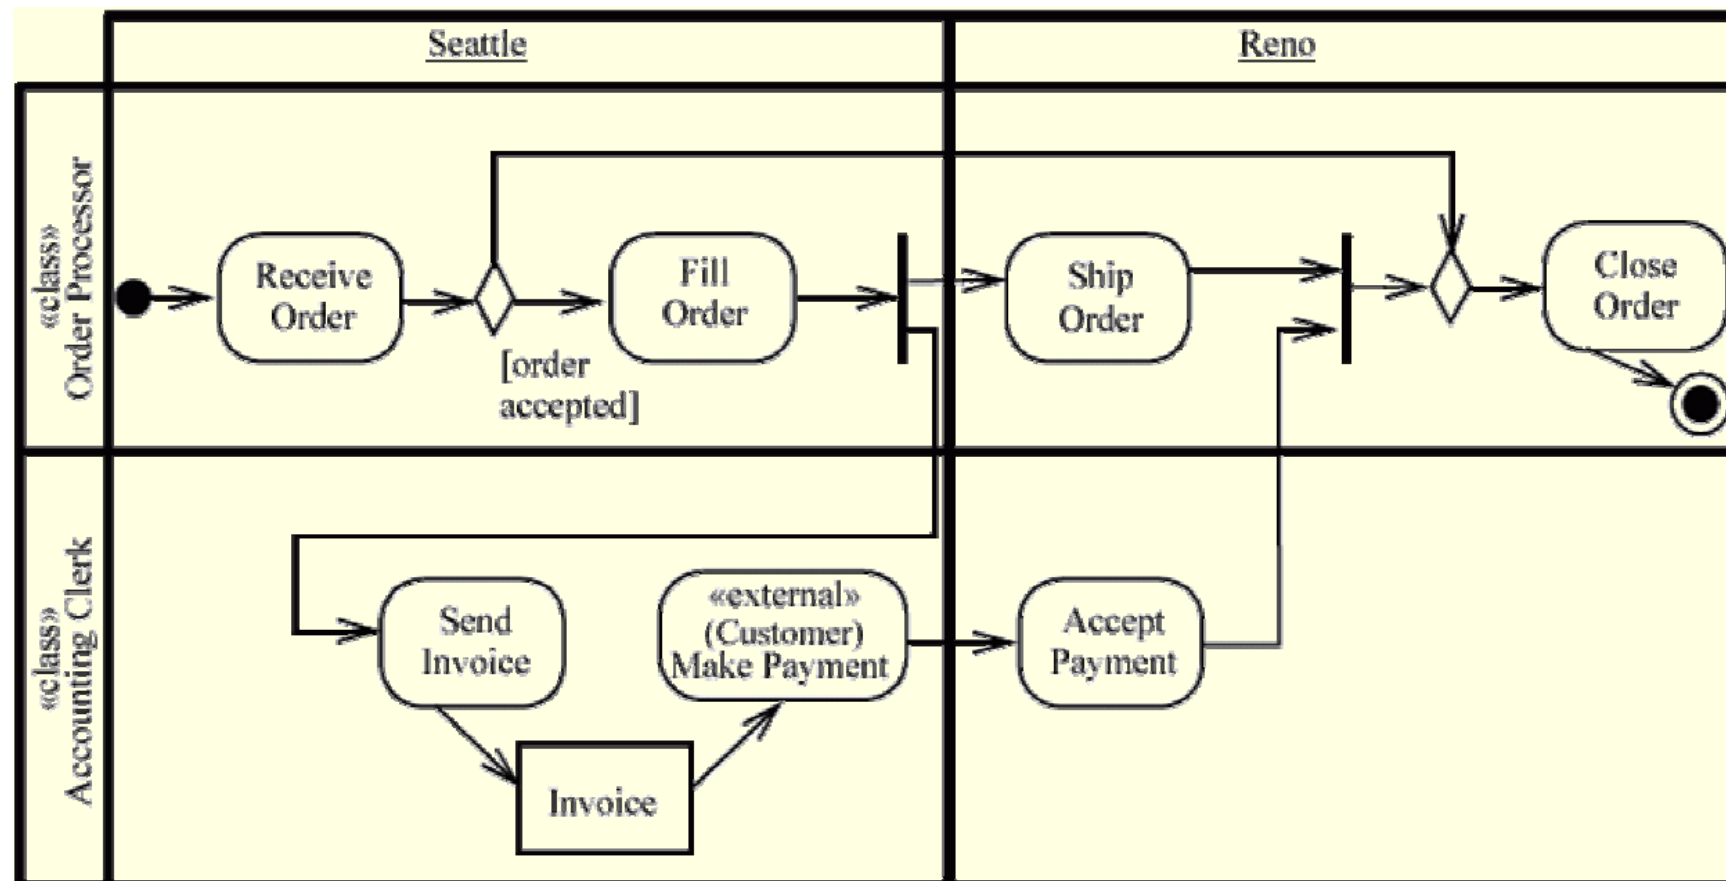 Seattle
Reno
«class»
Order Processor
Receive
Order
[order
accepted]
Fill
Order
Ship
Order
Close
Order
«class»
Accounting Clerk
Send
Invoice
Invoice
«external»
(Customer)
Make Payment
Accept
Payment